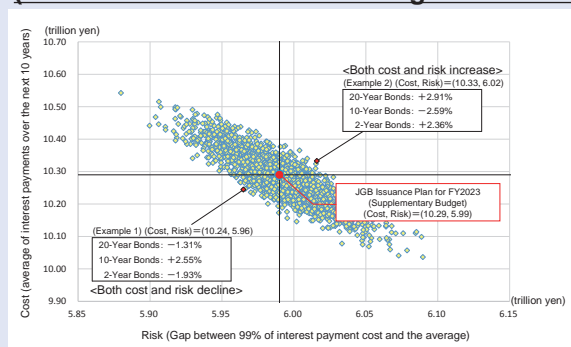 (trillion yen)
10.70
10.60
10.50
10.40
10.30
10.20
10.10
10.00
9.90
Cost (average of interest payments over the next 10 years)
<Both cost and risk increase>
(Example 2) (Cost, Risk)＝(10.33, 6.02)
20-Year Bonds: ＋2.91%
10-Year Bonds: －2.59%
2-Year Bonds: ＋2.36%
JGB Issuance Plan for FY2023
(Supplementary Budget)
(Cost, Risk)＝(10.29, 5.99)
(Example 1) (Cost, Risk)＝(10.24, 5.96)
20-Year Bonds: －1.31%
10-Year Bonds: ＋2.55%
2-Year Bonds: －1.93%
<Both cost and risk decline>
(trillion yen)
5.85 5.90 5.95 6.00 6.05 6.10 6.15
Risk (Gap between 99% of interest payment cost and the average)